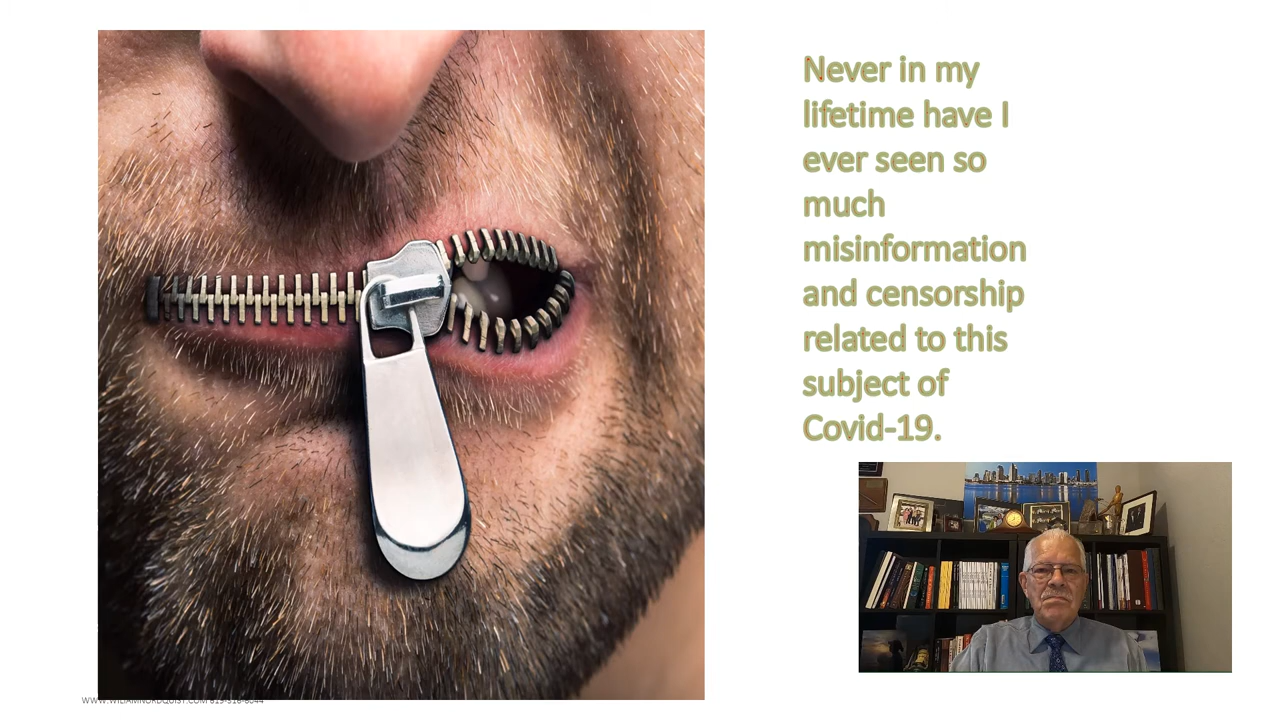 Never in my
lifetime have I
ever seen so
much
misinformation
and censorship
related to this
subject of
Covid-19.